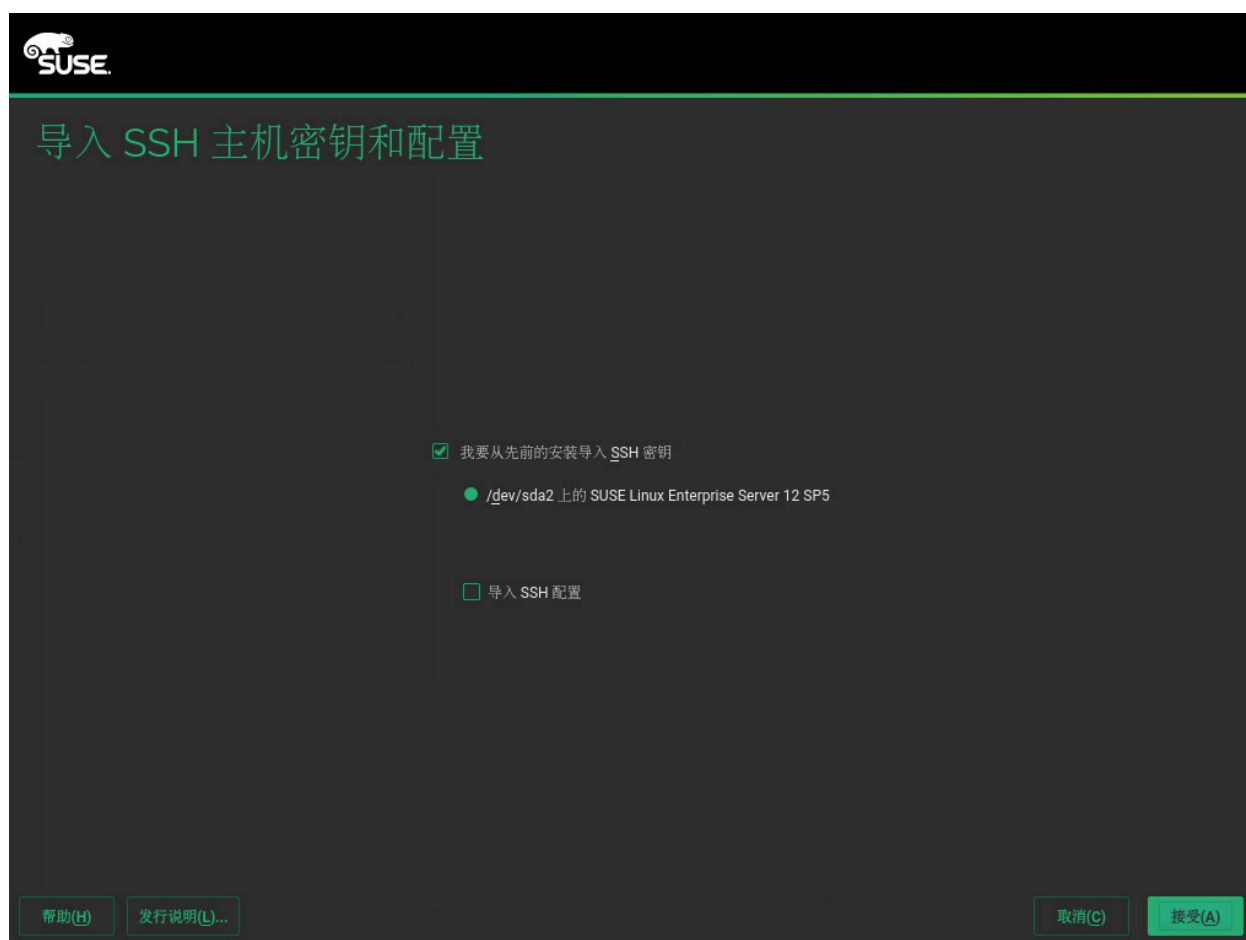 SUSE.
导入 SSH 主机密钥和配置
我要从先前的安装导入 SSH 密钥
/dev/sda2 上的 SUSE Linux Enterprise Server 12 SP5
导入 SSH 配置
帮助(H) 发行说明(L)... 取消(C) 接受(A)